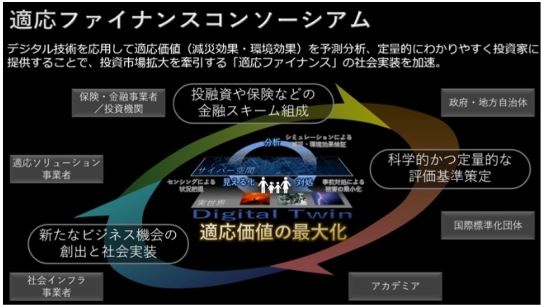 適応ファイナンスコンソーシアム
デジタル技術を応用して適応価値（減災効果・環境効果）を予測分析、定量的にわかりやすく投資家に
提供することで、投資市場拡大を牽引する「適応ファイナンス」の社会実装を加速。
保険・金融事業者
／投資機関
投融資や保険などの
金融スキーム組成
政府・地方自治体
シミュレーションによる
減災・環境効果検証
分析
サイバー空間
適応ソリューション
事業者
科学的かつ定量的な
評価基準策定
センシングによる
状況把握
見える化
対処
事前対処による
被害の最小化
実世界
Digital Twin
適応価値の最大化
新たなビジネス機会の
創出と社会実装
国際標準化団体
社会インフラ
事業者
アカデミア